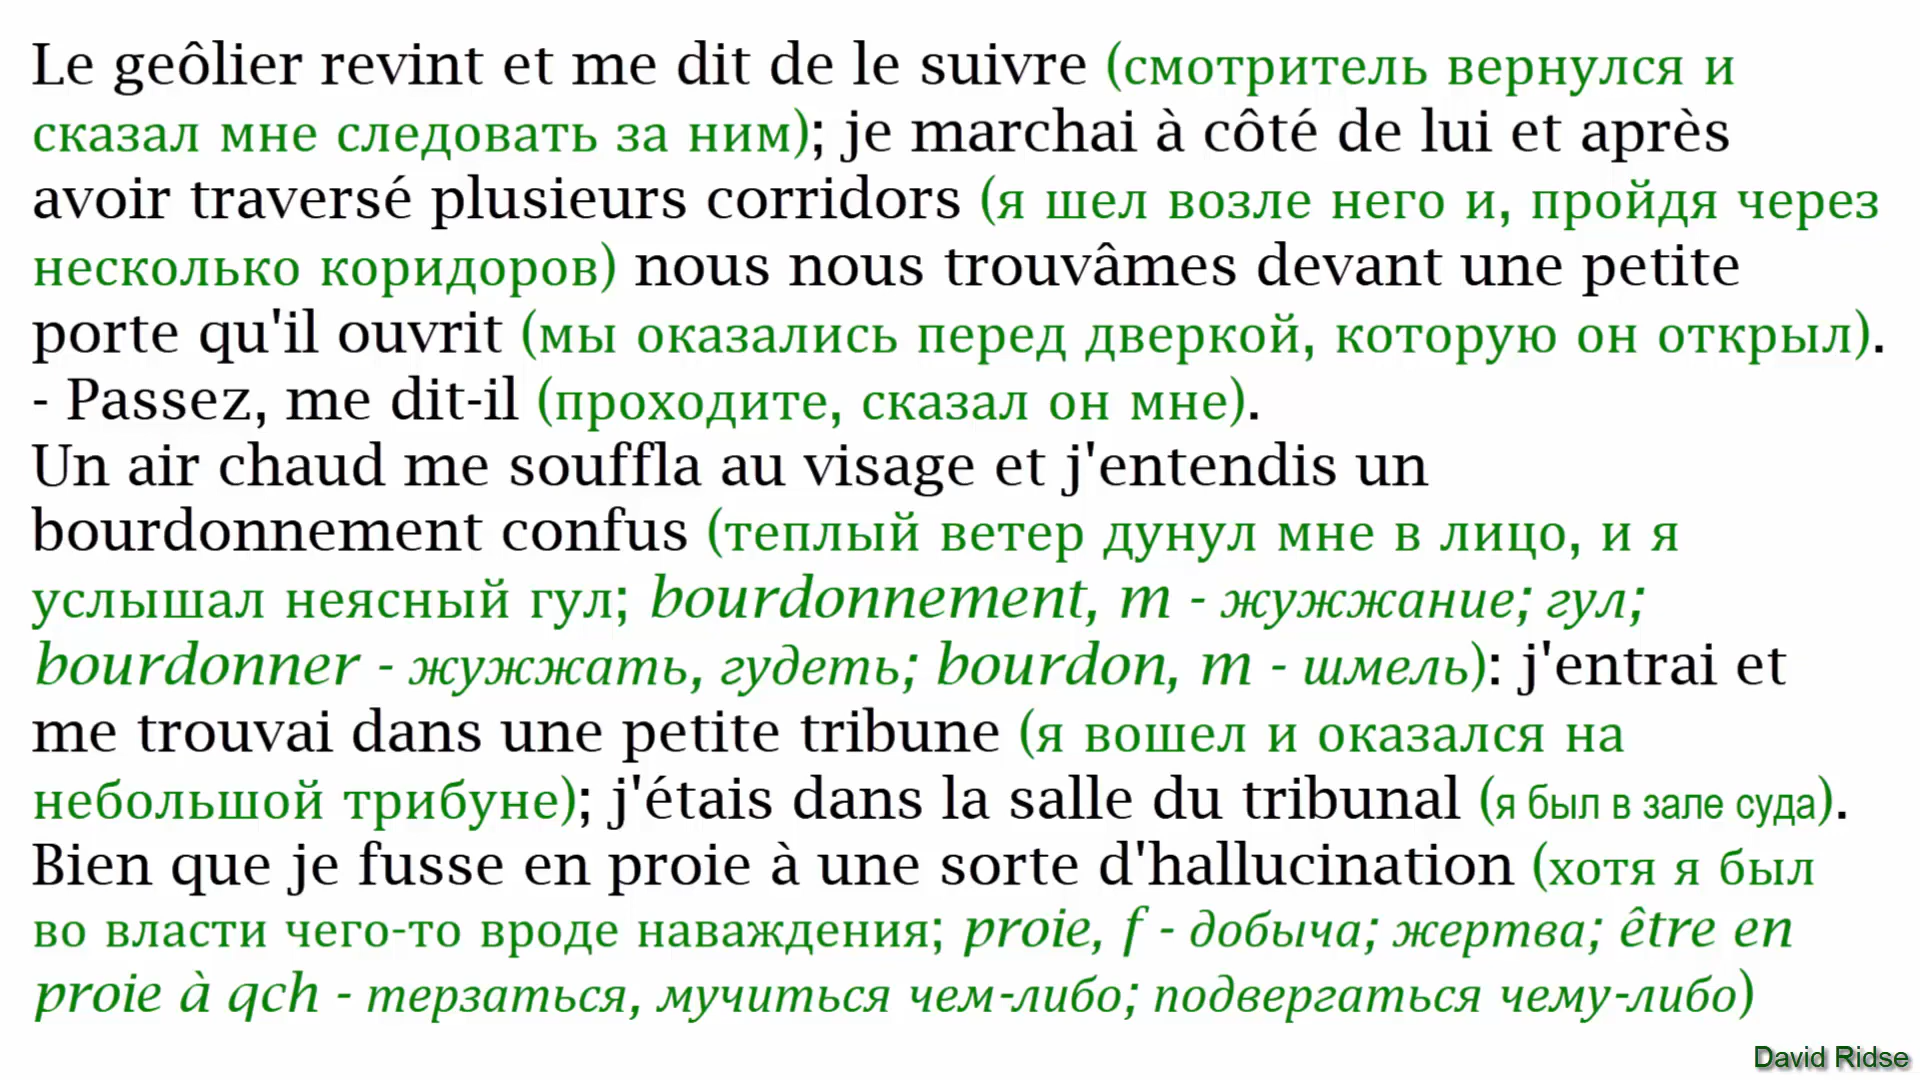 Le geôlier revint et me dit de le suivre (смотритель вернулся и
сказал мне следовать за ним); je marchai à côté de lui et après
avoir traversé plusieurs corridors (я шел возле него и, пройдя через
несколько коридоров) nous nous trouvâmes devant une petite
porte qu'il ouvrit (мы оказались перед дверкой, которую он открыл).
- Passez, me dit-il (проходите, сказал он мне).
Un air chaud me souffla au visage et j'entendis un
bourdonnement confus (теплый ветер дунул мне в лицо, и я
услышал неясный гул; bourdonnement, m - жужжание; гул;
bourdonner - жужжать, гудеть; bourdon, m - шмель): j'entrai et
me trouvai dans une petite tribune (я вошел и оказался на
небольшой трибуне); j'étais dans la salle du tribunal (я был в зале суда).
Bien que je fusse en proie à une sorte d'hallucination (хотя я был
во власти чего-то вроде наваждения; proie, f - добыча; жертва; être en
proie à qch - терзаться, мучиться чем-либо; подвергаться чему-либо)
David Ridse